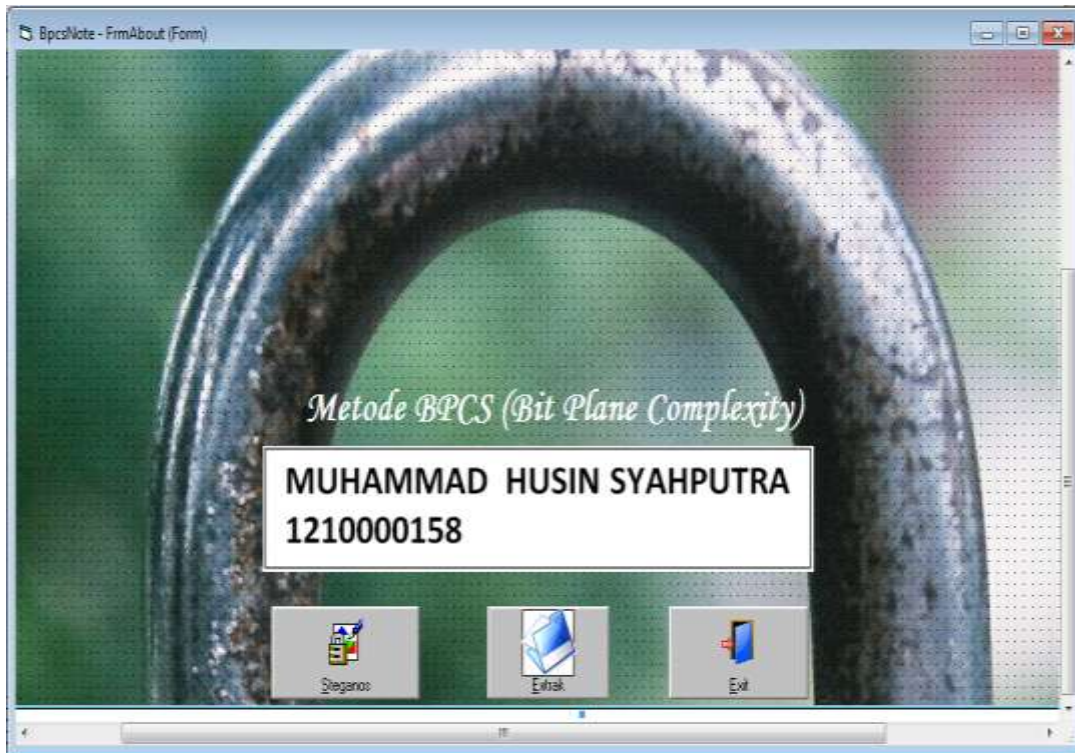 BpcsNote - FrmAbout (Form)
Metode BPCS (Bit Plane Complexity)
MUHAMMAD HUSIN SYAHPUTRA
1210000158
Steganos
Extrak
Exit